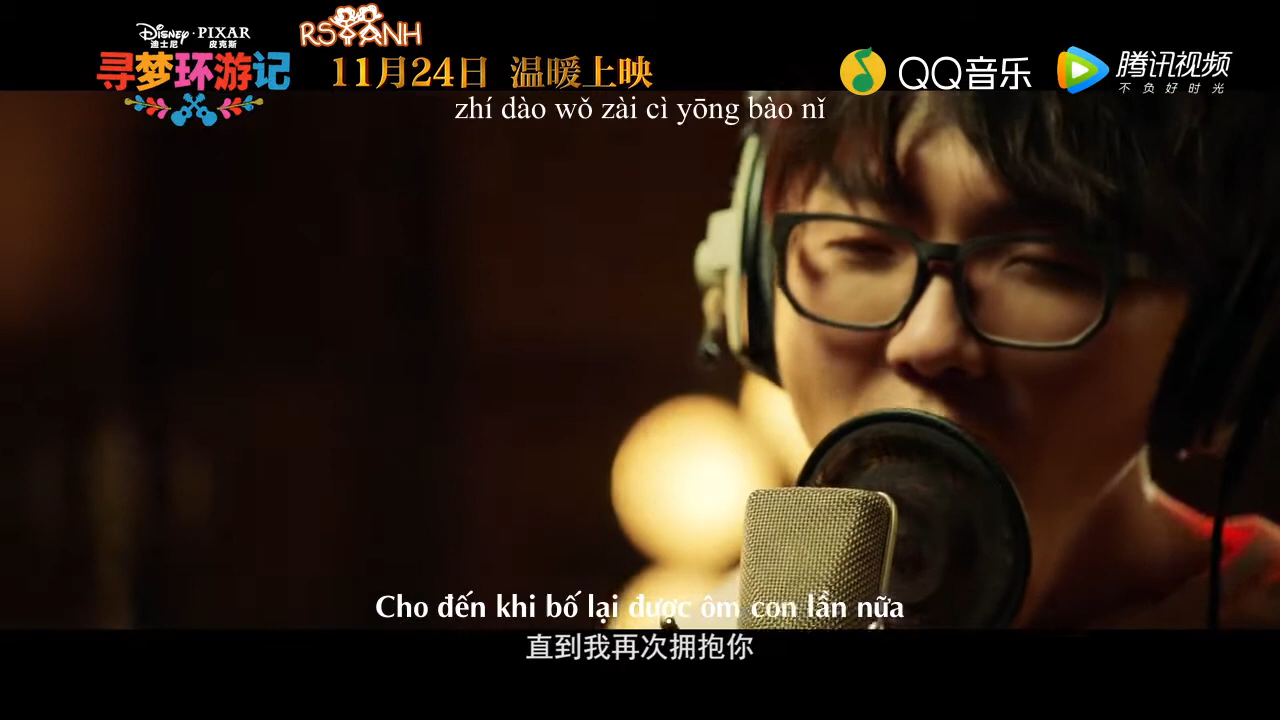 Disney · PIXAR
迪士尼 皮克斯
寻梦环游记
RSYANH
11月24日 温暖上映
QQ音乐
腾讯视频
不负好时光
zhí dào wǒ zài cì yōng bào nǐ
Cho đến khi bố lại được ôm con lần nữa
直到我再次拥抱你